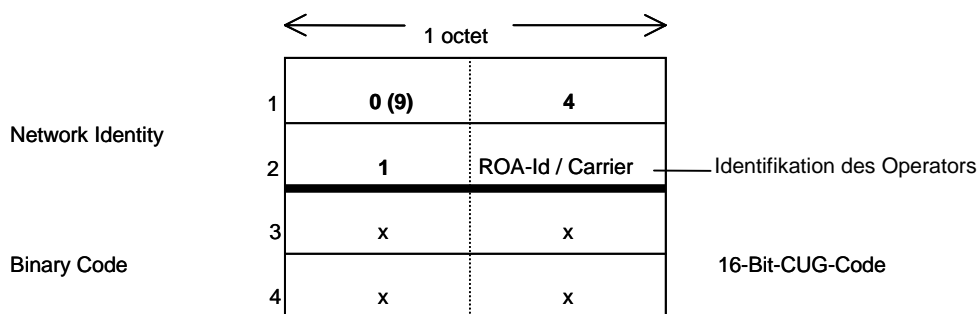 1 octet
1 0 (9) 4
Network Identity
2 1 ROA-Id / Carrier Identifikation des Operators
3 x x
Binary Code 16-Bit-CUG-Code
4 x x